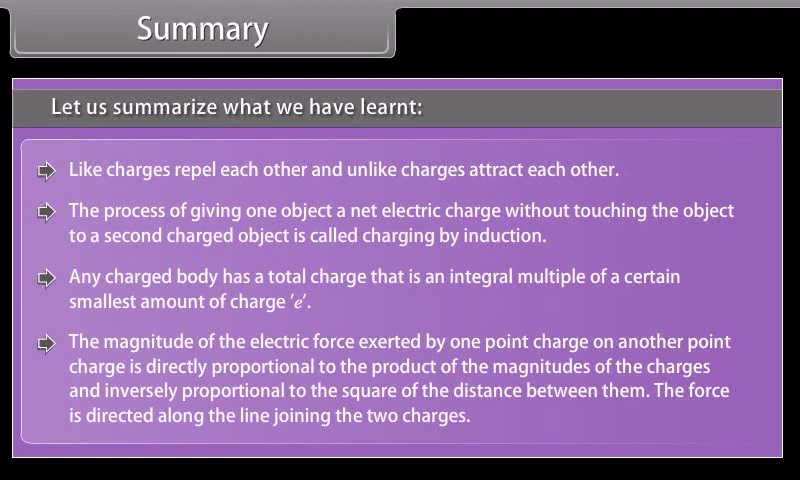 Summary
Let us summarize what we have learnt:
Like charges repel each other and unlike charges attract each other.
The process of giving one object a net electric charge without touching the object
to a second charged object is called charging by induction.
Any charged body has a total charge that is an integral multiple of a certain
smallest amount of charge 'e'.
The magnitude of the electric force exerted by one point charge on another point
charge is directly proportional to the product of the magnitudes of the charges
and inversely proportional to the square of the distance between them. The force
is directed along the line joining the two charges.